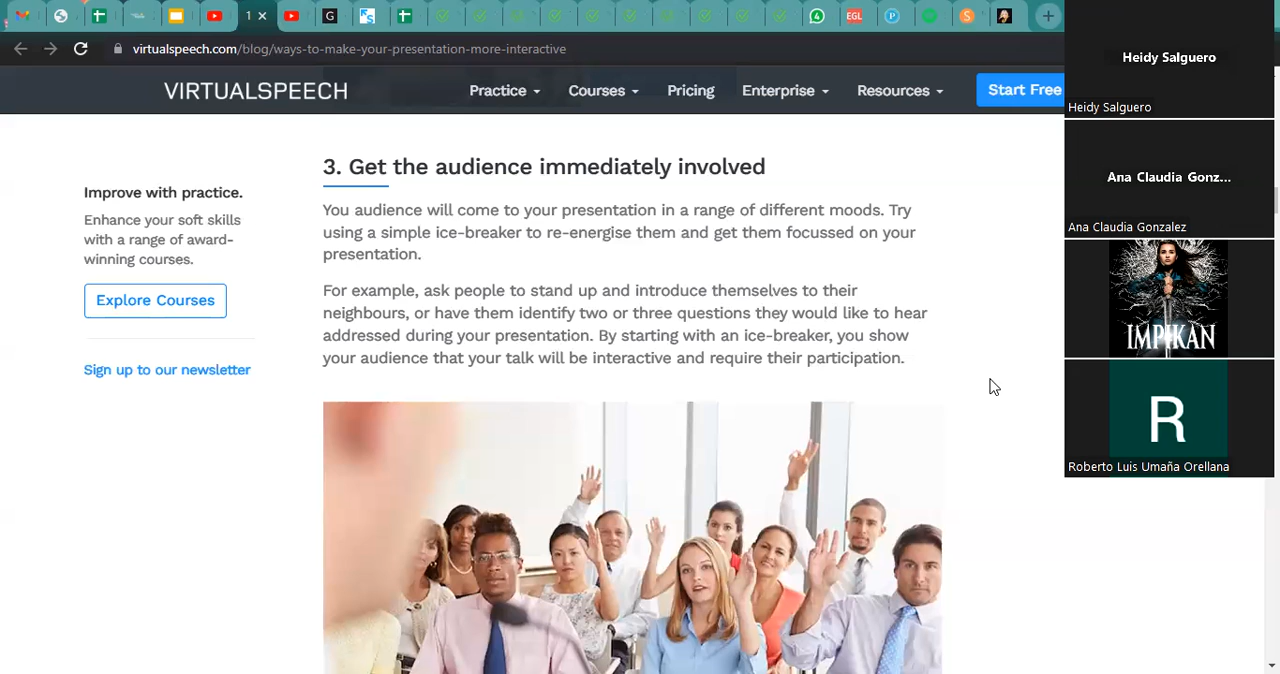 1
G
4
EGL
P
S
virtualspeech.com/blog/ways-to-make-your-presentation-more-interactive
VIRTUALSPEECH
Practice
Courses
Pricing
Enterprise
Resources
Start Free
3. Get the audience immediately involved
You audience will come to your presentation in a range of different moods. Try
using a simple ice-breaker to re-energise them and get them focussed on your
presentation.
For example, ask people to stand up and introduce themselves to their
neighbours, or have them identify two or three questions they would like to hear
addressed during your presentation. By starting with an ice-breaker, you show
your audience that your talk will be interactive and require their participation.
Improve with practice.
Enhance your soft skills
with a range of award-
winning courses.
Explore Courses
Sign up to our newsletter
Heidy Salguero
Heidy Salguero
Ana Claudia Gonz...
Ana Claudia Gonzalez
IMPIKAN
R
Roberto Luis Umaña Orellana